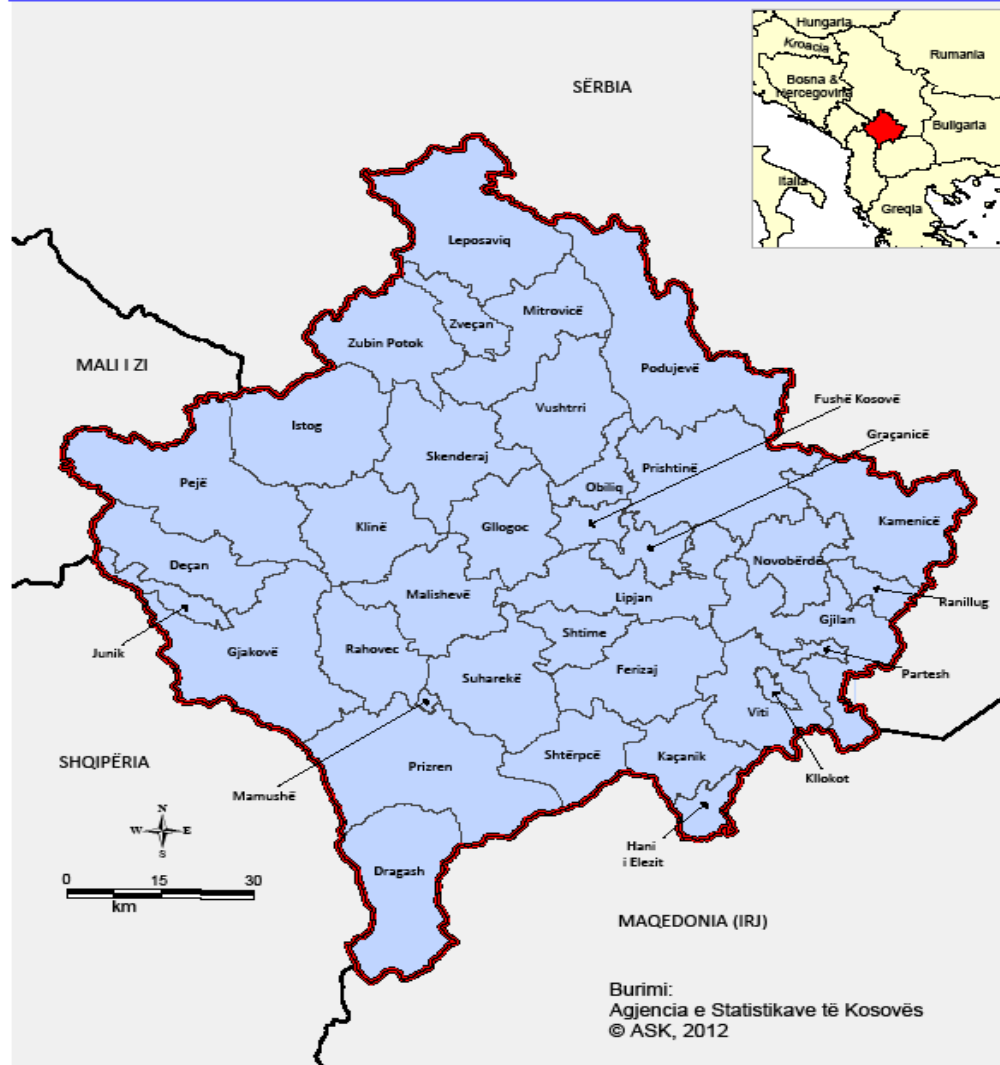 Hungaria
Kroacia
Rumania
Bosna &
Hercegovina
Bullgaria
Italia
Greqia
SËRBIA
MALI I ZI
SHQIPËRIA
MAQEDONIA (IRJ)
Leposaviq
Zveçan
Mitrovicë
Zubin Potok
Podujevë
Vushtrri
Fushë Kosovë
Istog
Graçanicë
Skenderaj
Prishtinë
Pejë
Obiliq
Kamenicë
Klinë
Gllogoc
Novobërdë
Deçan
Malishevë
Lipjan
Ranillug
Gjilan
Shtime
Junik
Gjakovë
Rahovec
Ferizaj
Partesh
Suharekë
Viti
Shtërpcë
Kaçanik
Prizren
Kllokot
Mamushë
Hani
i Elezit
Dragash
N
W
E
S
0 15 30
km
Burimi:
Agjencia e Statistikave të Kosovës
© ASK, 2012